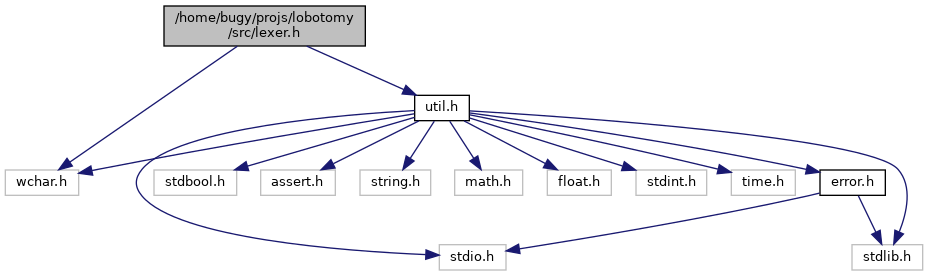 /home/bugy/projs/lobotomy
/src/lexer.h
util.h
wchar.h
stdbool.h
assert.h
string.h
math.h
float.h
stdint.h
time.h
error.h
stdio.h
stdlib.h